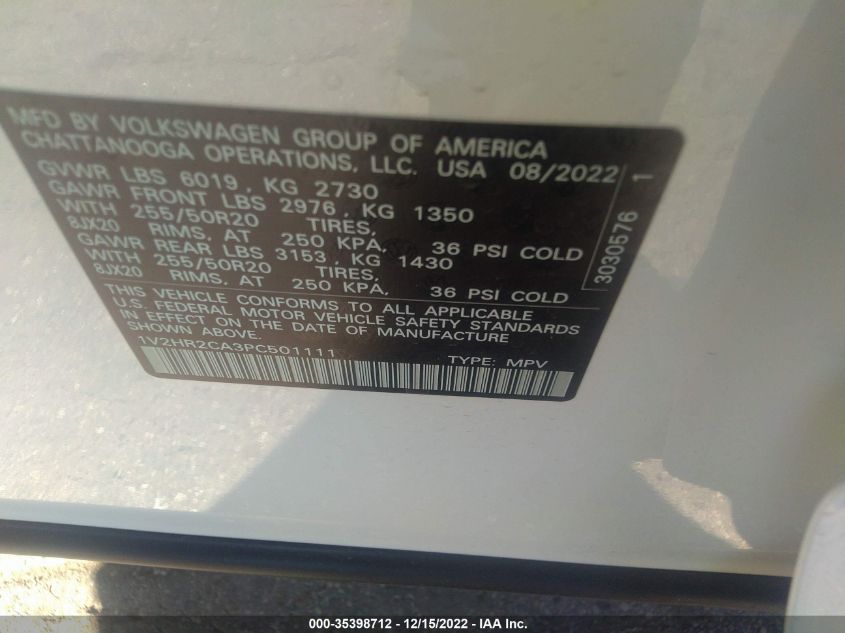 MFD BY VOLKSWAGEN GROUP OF AMERICA
CHATTANOOGA OPERATIONS, LLC. USA 08/2022
GVWR LBS 6019, KG 2730
GAWR FRONT LBS 2976, KG 1350
WITH 255/50R20 TIRES,
8JX20 RIMS, AT 250 KPA, 36 PSI COLD
GAWR REAR LBS 3153, KG 1430
WITH 255/50R20 TIRES,
8JX20 RIMS, AT 250 KPA, 36 PSI COLD
THIS VEHICLE CONFORMS TO ALL APPLICABLE
U.S. FEDERAL MOTOR VEHICLE SAFETY STANDARDS
IN EFFECT ON THE DATE OF MANUFACTURE
SHOWN ABOVE.
1V2HR2CA3PC501111 TYPE: MPV
3030576 1
000-35398712 - 12/15/2022 - IAA Inc.